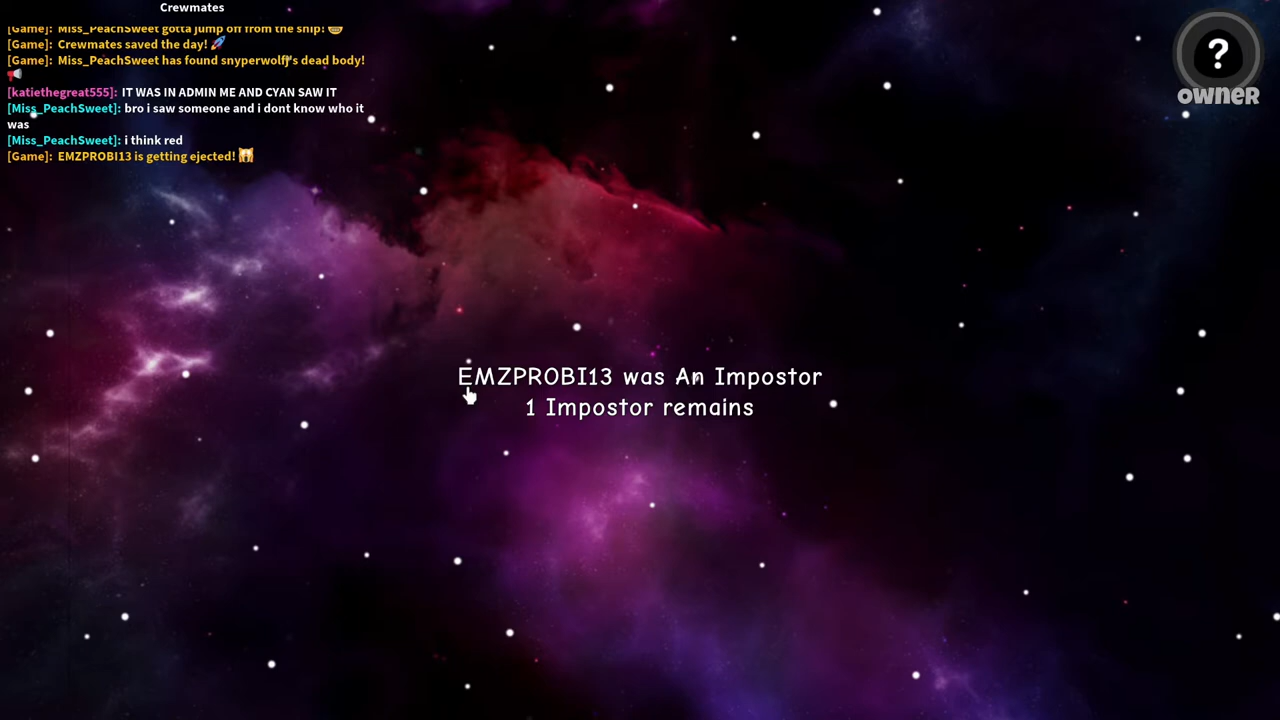 Crewmates
[Game]: Miss_PeachSweet gotta jump off from the ship! 🤓
[Game]: Crewmates saved the day! 🚀
[Game]: Miss_PeachSweet has found snyperwolff's dead body!
📢
[katiethegreat555]: IT WAS IN ADMIN ME AND CYAN SAW IT
[Miss_PeachSweet]: bro i saw someone and i dont know who it
was
[Miss_PeachSweet]: i think red
[Game]: EMZPROBI13 is getting ejected! 🙀
?
OWNER
EMZPROBI13 was An Impostor
1 Impostor remains